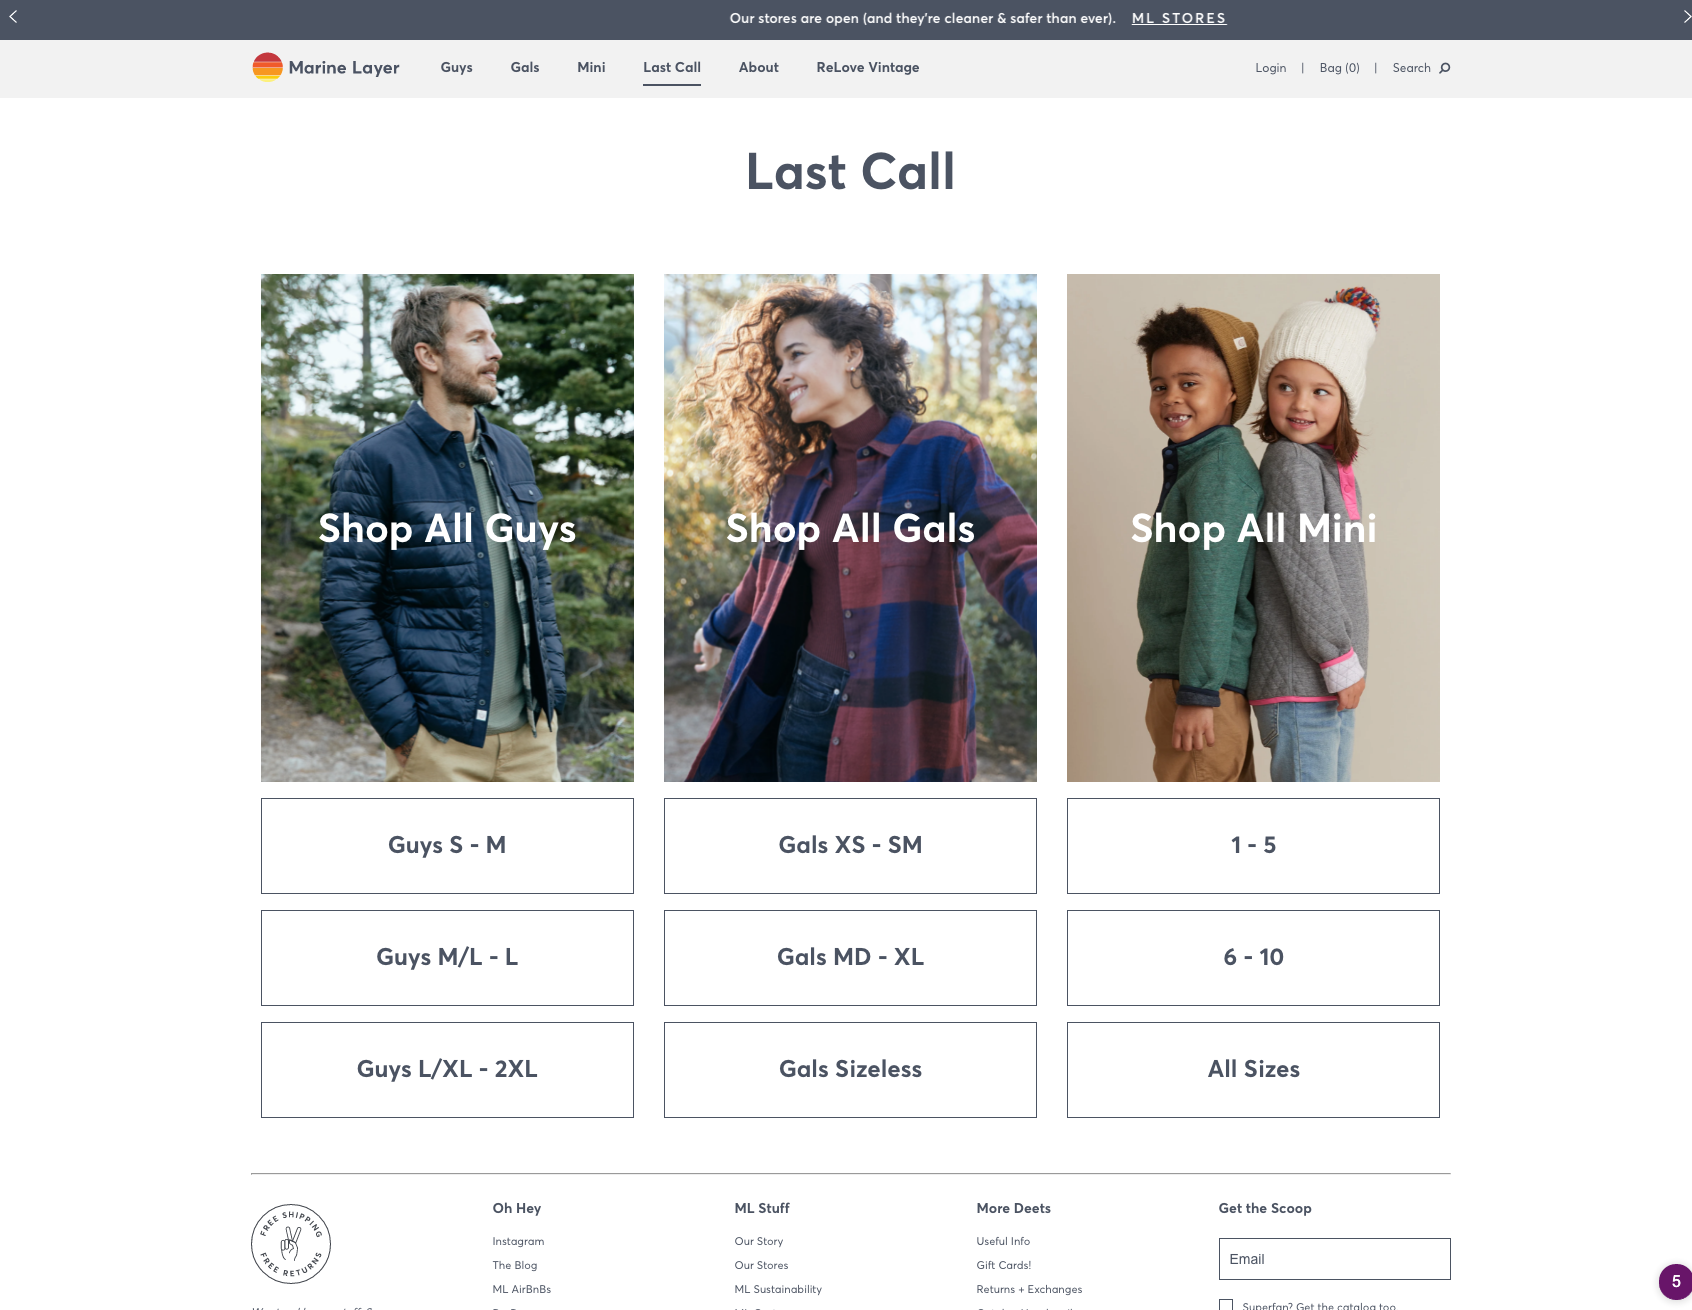 Our stores are open (and they're cleaner & safer than ever). ML STORES
Marine Layer
Guys
Gals
Mini
Last Call
About
ReLove Vintage
Login | Bag (0) | Search
Last Call
Shop All Guys
Shop All Gals
Shop All Mini
Guys S - M
Gals XS - SM
1 - 5
Guys M/L - L
Gals MD - XL
6 - 10
Guys L/XL - 2XL
Gals Sizeless
All Sizes
FREE SHIPPING
FREE RETURNS
Oh Hey
Instagram
The Blog
ML AirBnBs
ML Stuff
Our Story
Our Stores
ML Sustainability
More Deets
Useful Info
Gift Cards!
Returns + Exchanges
Get the Scoop
Email
Superfan? Get the catalog too
5